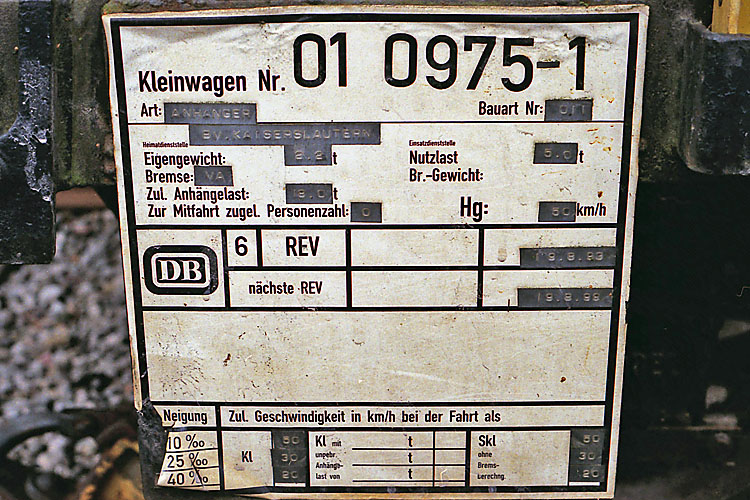 Kleinwagen Nr. 01 0975-1
Art: ANHÄNGER Bauart Nr:
Heimatdienststelle BV.KAISERSLAUTERN Einsatzdienststelle
Eigengewicht: 2.2 t Nutzlast 5.0 t
Bremse: VA Br.-Gewicht:
Zul. Anhängelast: 18.0 t
Zur Mitfahrt zugel. Personenzahl: 0 Hg: 50 km/h
DB 6 REV 19.8.93
nächste REV 19.8.99
Neigung Zul. Geschwindigkeit in km/h bei der Fahrt als
10 ‰ Kl 50 Kl mit t Skl 50
25 ‰ 30 ungebr. t ohne 30
40 ‰ 20 Anhänge- Brems-
last von t berechng. 20